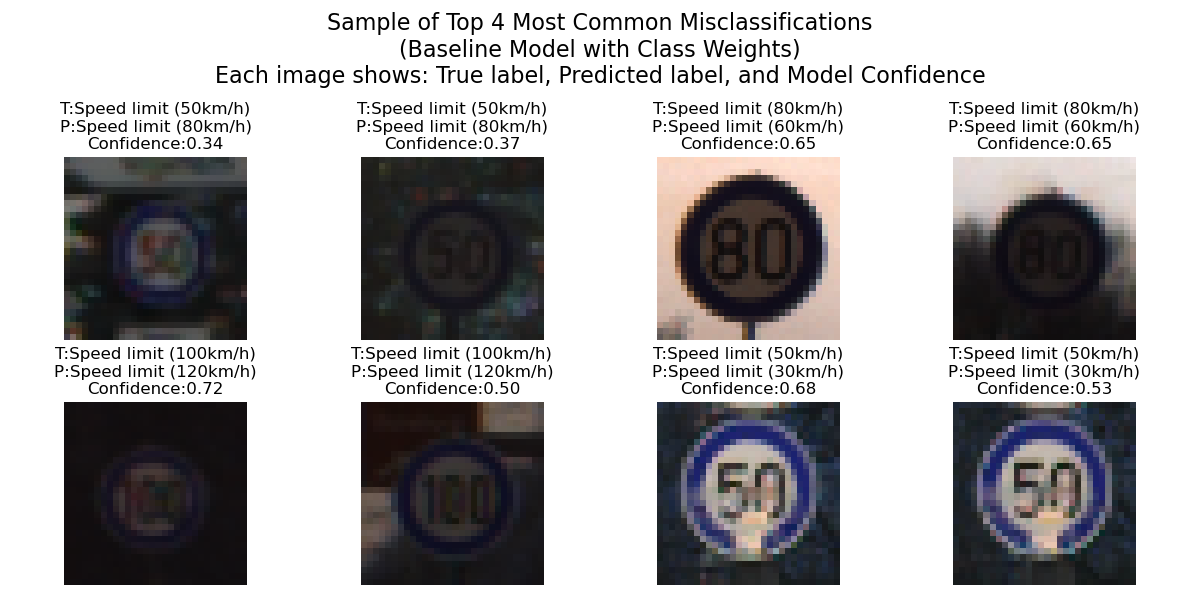 Sample of Top 4 Most Common Misclassifications
(Baseline Model with Class Weights)
Each image shows: True label, Predicted label, and Model Confidence
T:Speed limit (50km/h)
P:Speed limit (80km/h)
Confidence:0.34
50
T:Speed limit (50km/h)
P:Speed limit (80km/h)
Confidence:0.37
50
T:Speed limit (80km/h)
P:Speed limit (60km/h)
Confidence:0.65
80
T:Speed limit (80km/h)
P:Speed limit (60km/h)
Confidence:0.65
80
T:Speed limit (100km/h)
P:Speed limit (120km/h)
Confidence:0.72
100
T:Speed limit (100km/h)
P:Speed limit (120km/h)
Confidence:0.50
100
T:Speed limit (50km/h)
P:Speed limit (30km/h)
Confidence:0.68
50
T:Speed limit (50km/h)
P:Speed limit (30km/h)
Confidence:0.53
50